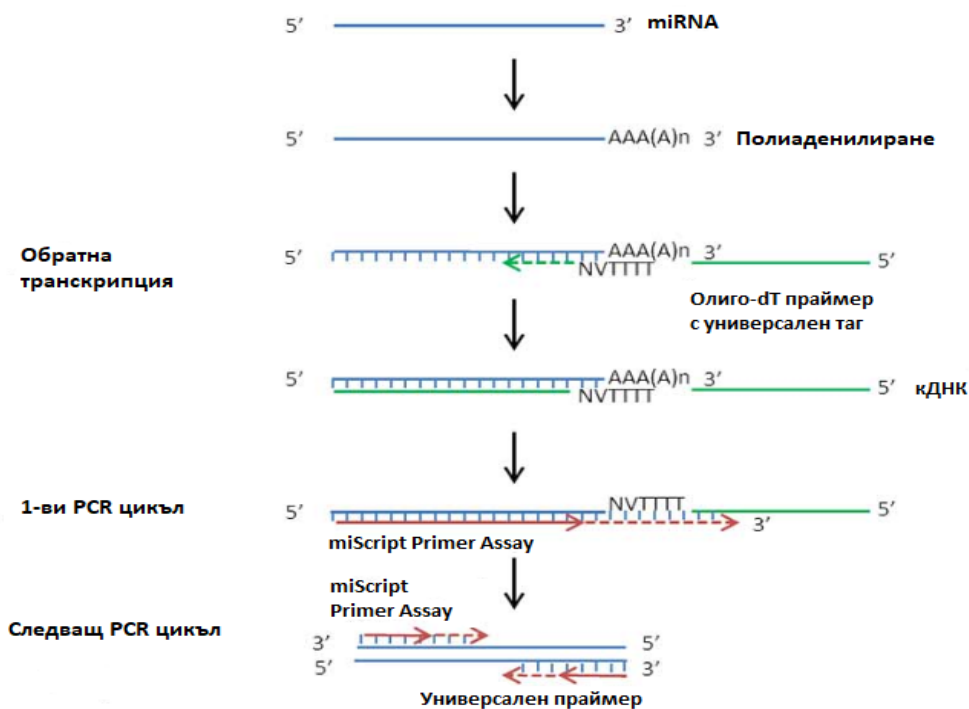 5′ 3′ miRNA
5′ AAA(A)n 3′ Полиаденилиране
Обратна
транскрипция
5′ AAA(A)n 3′
NVTTTT 5′
Олиго-dT праймер
с универсален таг
5′ AAA(A)n 3′
NVTTTT 5′ кДНК
1-ви PCR цикъл
5′ NVTTTT 5′
3′
miScript Primer Assay
miScript
Primer Assay
Следващ PCR цикъл
3′ 5′
5′ 3′
Универсален праймер